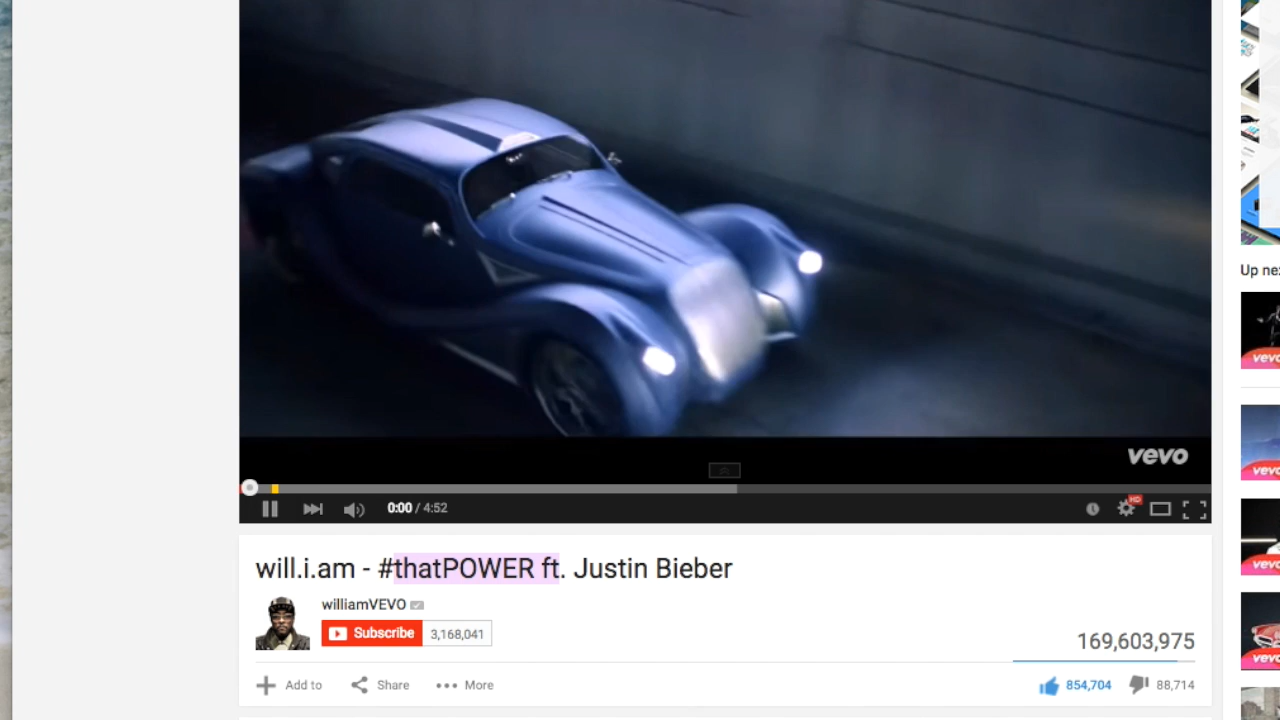 vevo
HD
0:00 / 4:52
Up
vevo
vevo
vevo
vevo
will.i.am - #thatPOWER ft. Justin Bieber
williamVEVO
Subscribe 3,168,041
169,603,975
Add to Share More 854,704 88,714